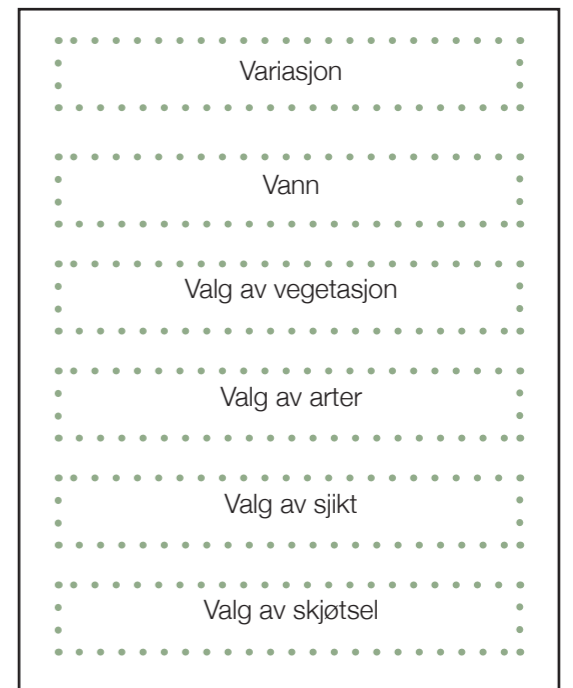 Variasjon
Vann
Valg av vegetasjon
Valg av arter
Valg av sjikt
Valg av skjøtsel